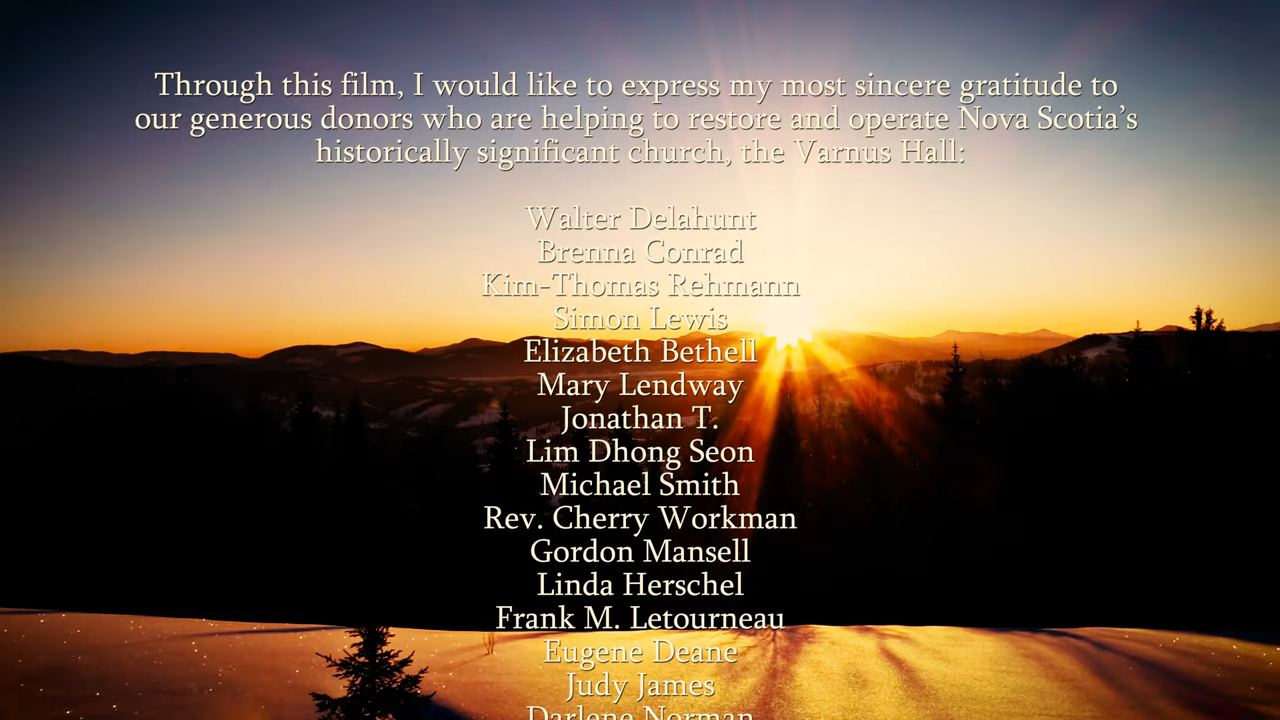 Through this film, I would like to express my most sincere gratitude to
our generous donors who are helping to restore and operate Nova Scotia’s
historically significant church, the Varnus Hall:
Walter Delahunt
Brenna Conrad
Kim-Thomas Rehmann
Simon Lewis
Elizabeth Bethell
Mary Lendway
Jonathan T.
Lim Dhong Seon
Michael Smith
Rev. Cherry Workman
Gordon Mansell
Linda Herschel
Frank M. Letourneau
Eugene Deane
Judy James
Darlene Norman